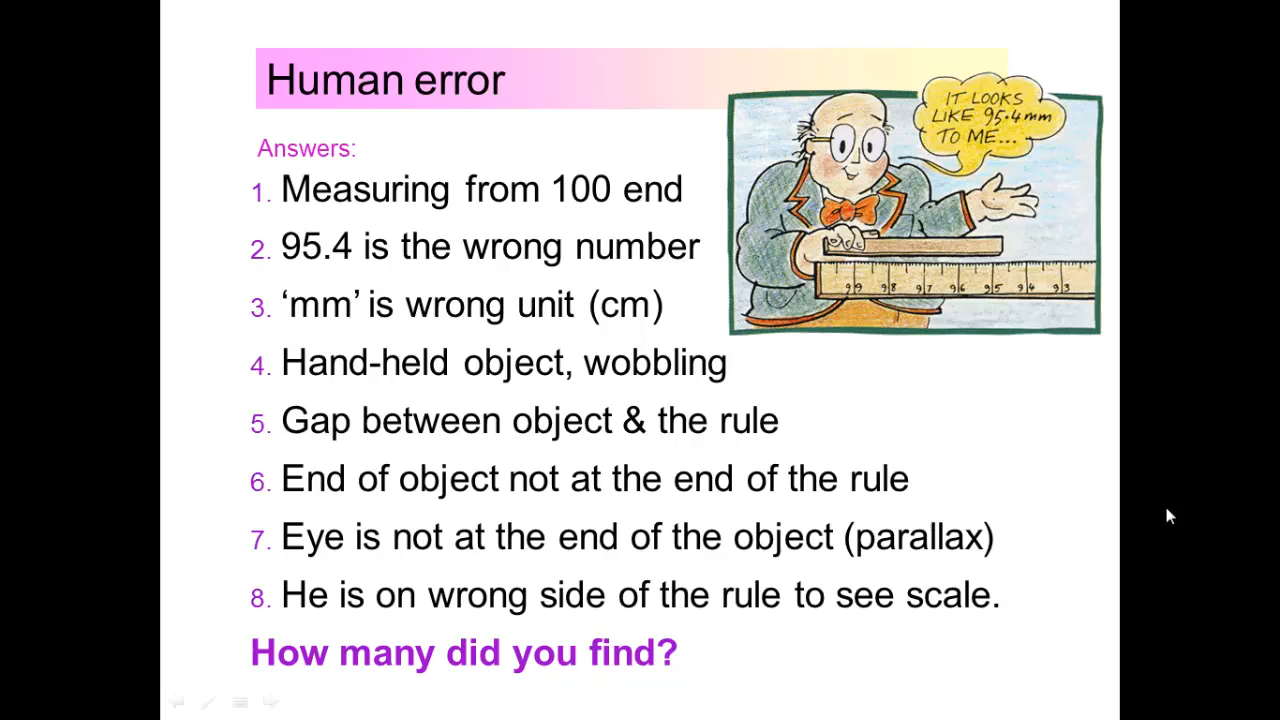 Human error
IT LOOKS
LIKE 95.4mm
TO ME...
Answers:
1. Measuring from 100 end
2. 95.4 is the wrong number
3. ‘mm’ is wrong unit (cm)
4. Hand-held object, wobbling
5. Gap between object & the rule
6. End of object not at the end of the rule
7. Eye is not at the end of the object (parallax)
8. He is on wrong side of the rule to see scale.
How many did you find?
99 98 97 96 95 94 93